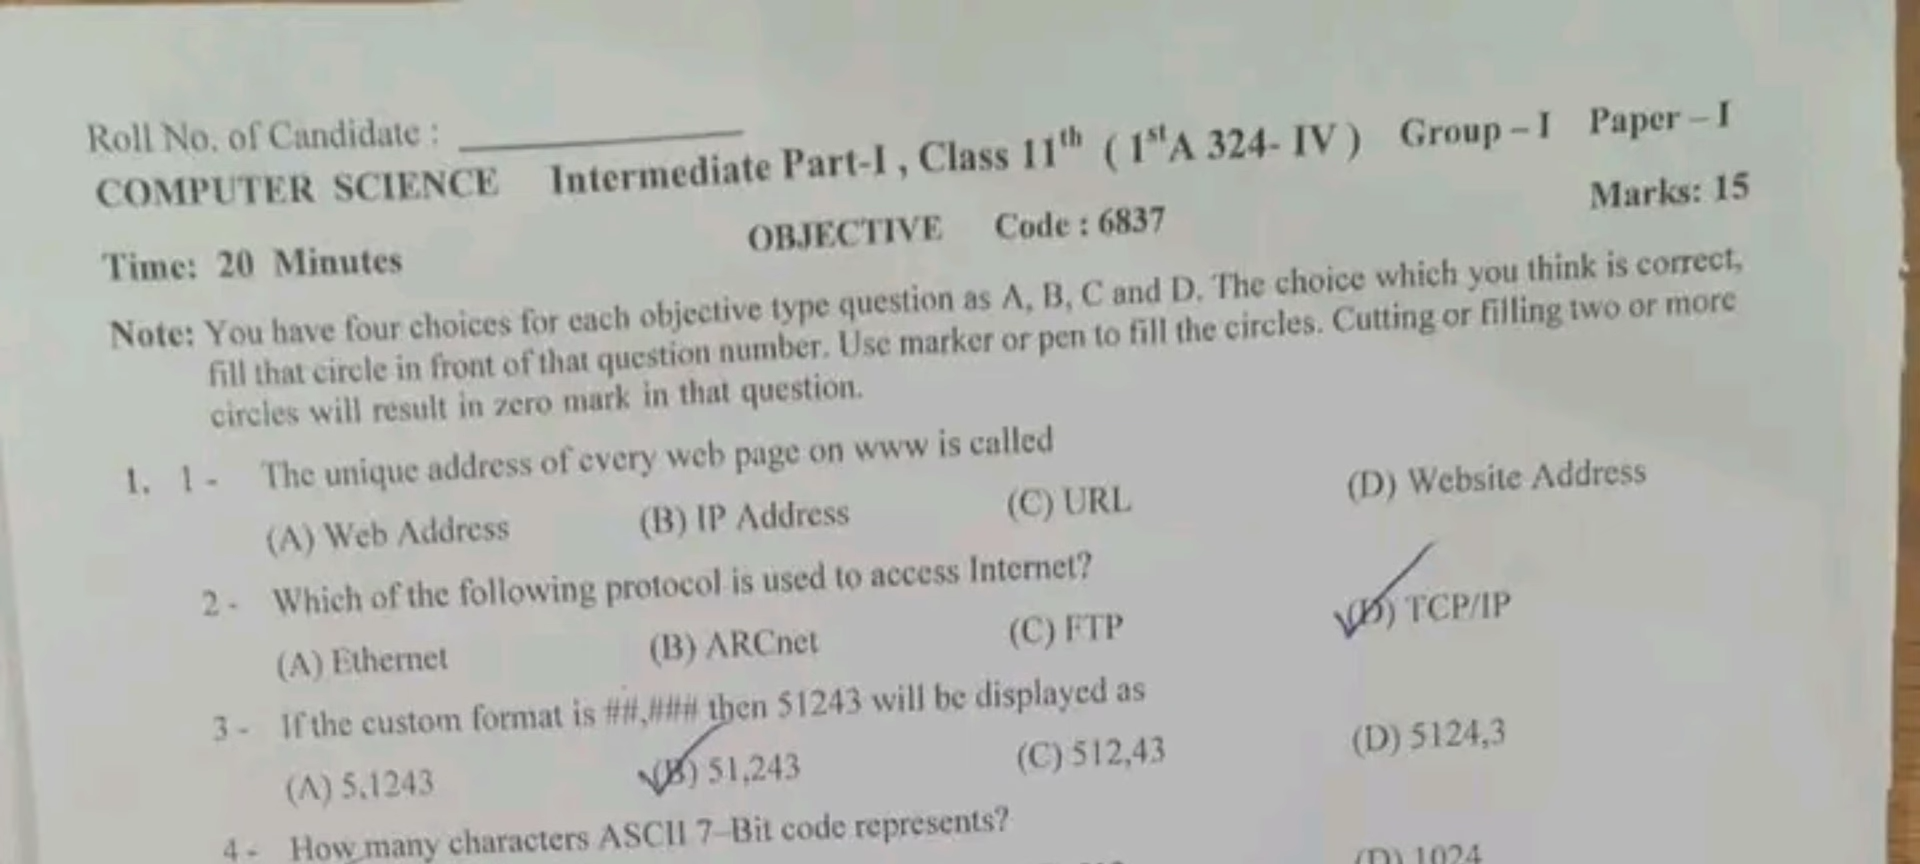 Roll No. of Candidate : ____________
COMPUTER SCIENCE Intermediate Part-I , Class 11th ( 1stA 324- IV ) Group – I Paper – I
Time: 20 Minutes OBJECTIVE Code : 6837 Marks: 15
Note: You have four choices for each objective type question as A, B, C and D. The choice which you think is correct,
fill that circle in front of that question number. Use marker or pen to fill the circles. Cutting or filling two or more
circles will result in zero mark in that question.
1. 1 - The unique address of every web page on www is called
(A) Web Address (B) IP Address (C) URL (D) Website Address
2 - Which of the following protocol is used to access Internet?
(A) Ethernet (B) ARCnet (C) FTP (D) TCP/IP
3 - If the custom format is ##,### then 51243 will be displayed as
(A) 5,1243 (B) 51,243 (C) 512,43 (D) 5124,3
4 - How many characters ASCII 7–Bit code represents?
(D) 1024